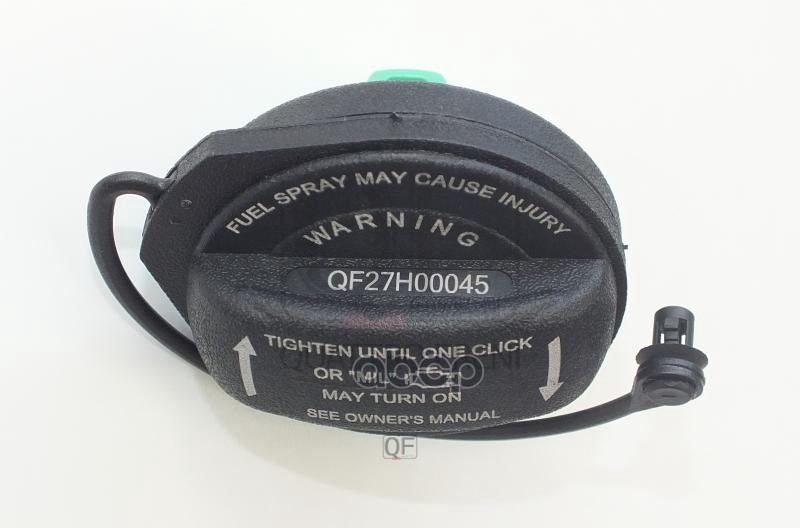 FUEL SPRAY MAY CAUSE INJURY
WARNING
QF27H00045
TIGHTEN UNTIL ONE CLICK
OR "MIL"
abcp
MAY TURN ON
SEE OWNER'S MANUAL
QF